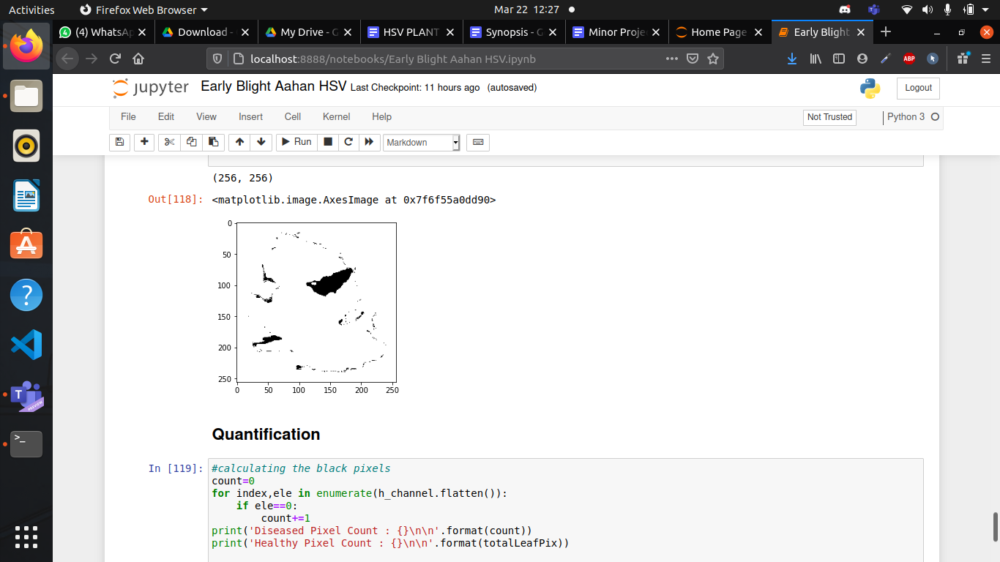 Activities
Firefox Web Browser
Mar 22 12:27
(4) WhatsAp
Download -
My Drive - G
HSV PLANT
Synopsis - G
Minor Proje
Home Page
Early Blight
localhost:8888/notebooks/Early Blight Aahan HSV.ipynb
ABP
jupyter Early Blight Aahan HSV Last Checkpoint: 11 hours ago (autosaved)
Logout
File Edit View Insert Cell Kernel Help
Not Trusted
Python 3
Run
Markdown
(256, 256)
Out[118]: <matplotlib.image.AxesImage at 0x7f6f55a0dd90>
0
50
100
150
200
250
0 50 100 150 200 250
Quantification
In [119]: #calculating the black pixels
count=0
for index,ele in enumerate(h_channel.flatten()):
    if ele==0:
        count+=1
print('Diseased Pixel Count : {}\n\n'.format(count))
print('Healthy Pixel Count : {}\n\n'.format(totalLeafPix))
T
PREVIEW
>_